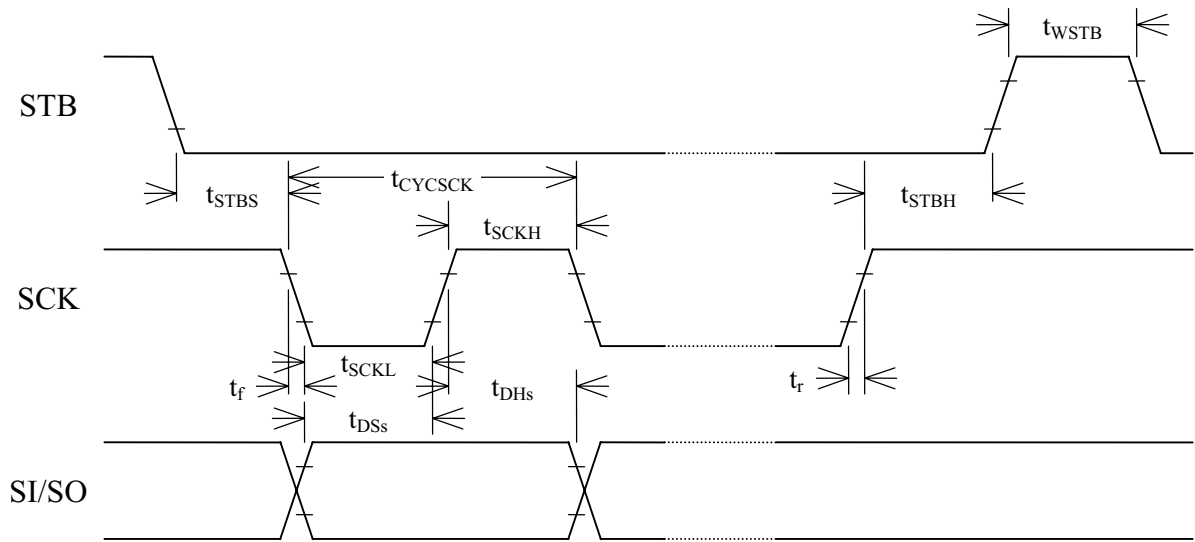 t_WSTB
STB
t_STBS
t_CYCSCK
t_STBH
t_SCKH
SCK
t_SCKL
t_f
t_DHs
t_r
t_DSs
SI/SO